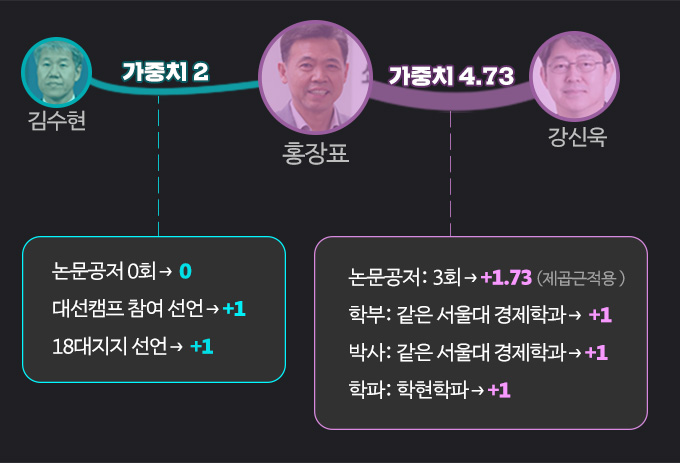 가중치 2
가중치 4.73
김수현
홍장표
강신욱
논문공저 0회→ 0
대선캠프 참여 선언→+1
18대지지 선언→ +1
논문공저: 3회→+1.73 (제곱근적용)
학부: 같은 서울대 경제학과→ +1
박사: 같은 서울대 경제학과→+1
학파: 학현학파→+1